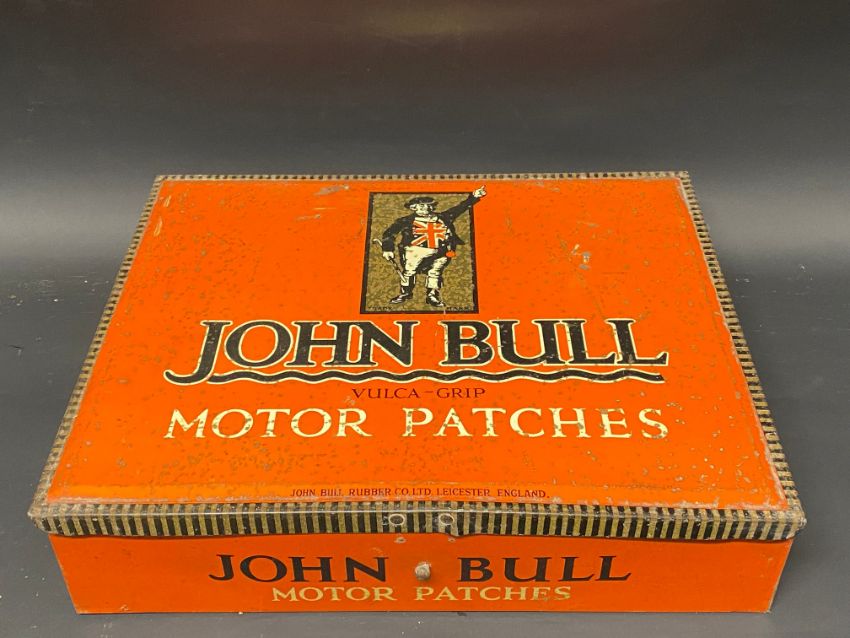 JOHN BULL
VULCA-GRIP
MOTOR PATCHES
JOHN BULL RUBBER CO. LTD. LEICESTER, ENGLAND.
JOHN BULL
MOTOR PATCHES